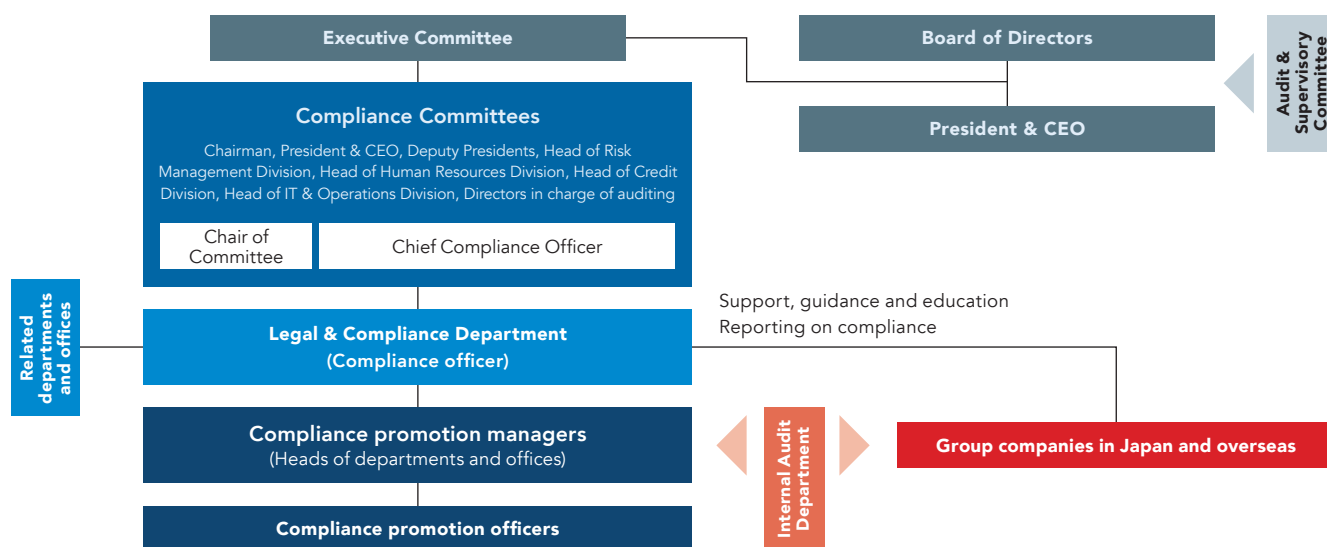 Executive Committee
Board of Directors
Audit &
Supervisory
Committee
President & CEO
Compliance Committees
Chairman, President & CEO, Deputy Presidents, Head of Risk
Management Division, Head of Human Resources Division, Head of Credit
Division, Head of IT & Operations Division, Directors in charge of auditing
Chair of
Committee
Chief Compliance Officer
Related
departments
and offices
Legal & Compliance Department
(Compliance officer)
Support, guidance and education
Reporting on compliance
Compliance promotion managers
(Heads of departments and offices)
Internal Audit
Department
Group companies in Japan and overseas
Compliance promotion officers